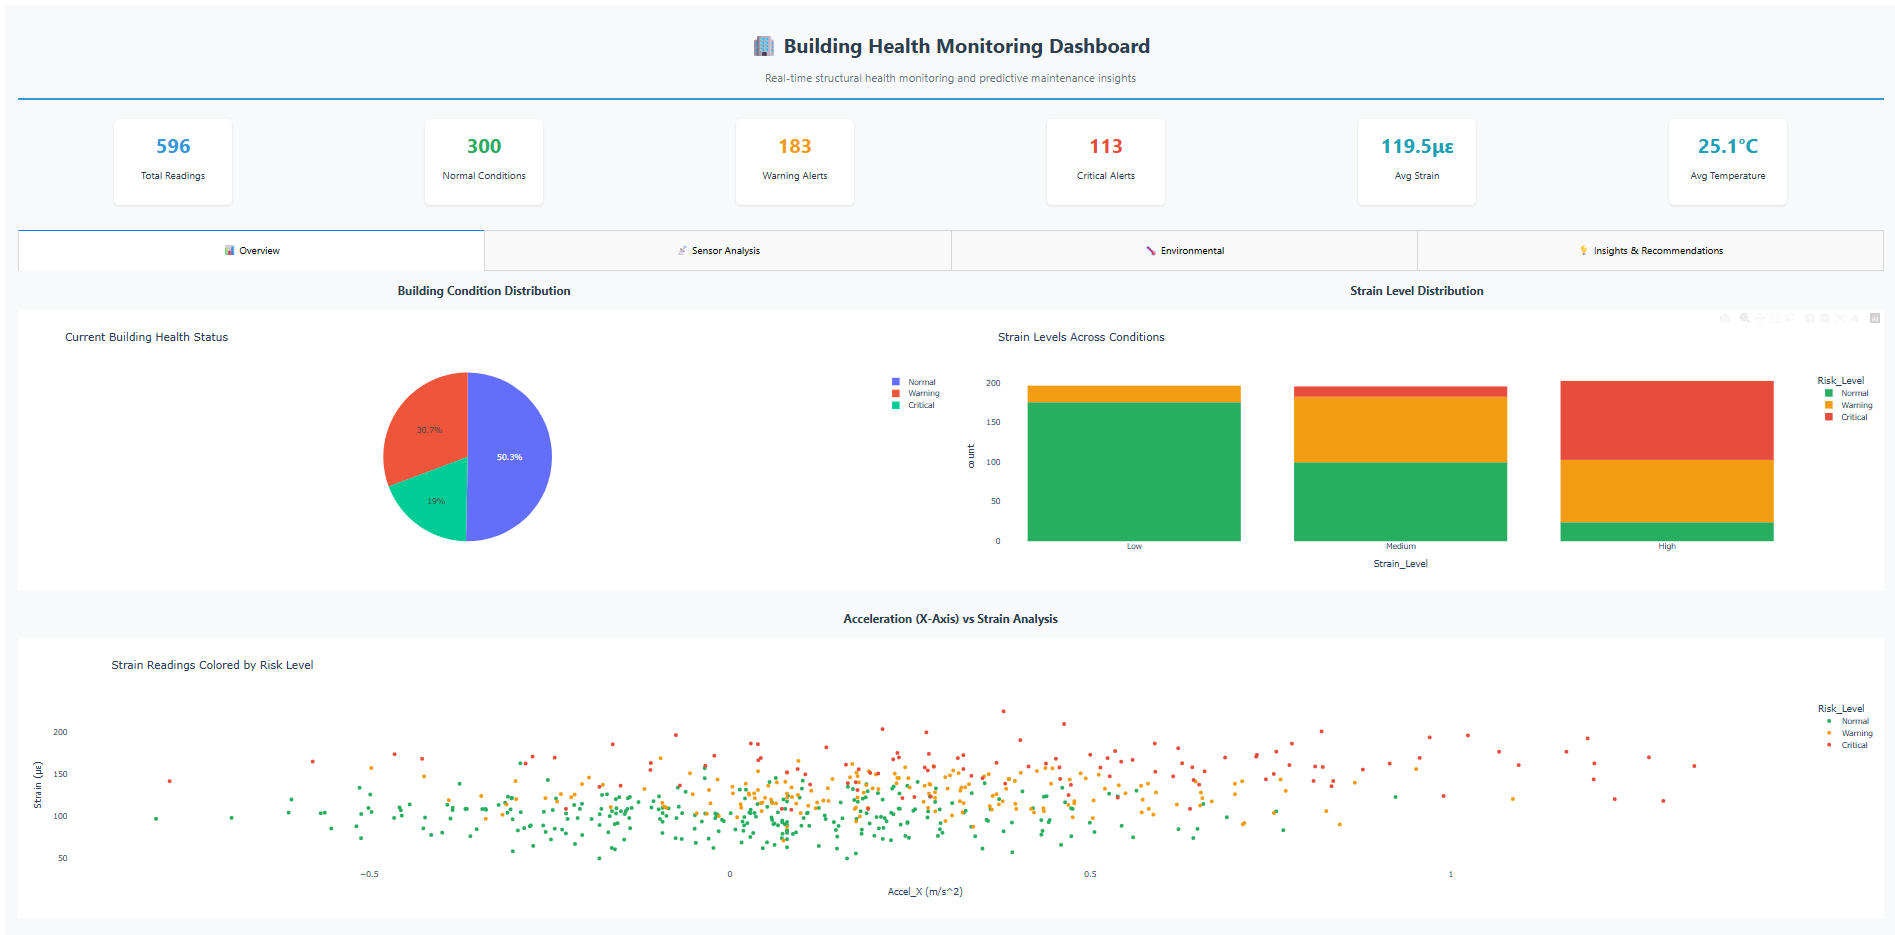 Building Health Monitoring Dashboard
Real-time structural health monitoring and predictive maintenance insights
596
Total Readings
300
Normal Conditions
183
Warning Alerts
113
Critical Alerts
119.5με
Avg Strain
25.1°C
Avg Temperature
Overview
Sensor Analysis
Environmental
Insights & Recommendations
Building Condition Distribution
Current Building Health Status
30.7%
50.3%
19%
Normal
Warning
Critical
Strain Level Distribution
Strain Levels Across Conditions
200
150
100
50
0
count
Low
Medium
High
Strain_Level
Risk_Level
Normal
Warning
Critical
Acceleration (X-Axis) vs Strain Analysis
Strain Readings Colored by Risk Level
200
150
100
50
Strain (με)
−0.5
0
0.5
1
Accel_X (m/s^2)
Risk_Level
Normal
Warning
Critical